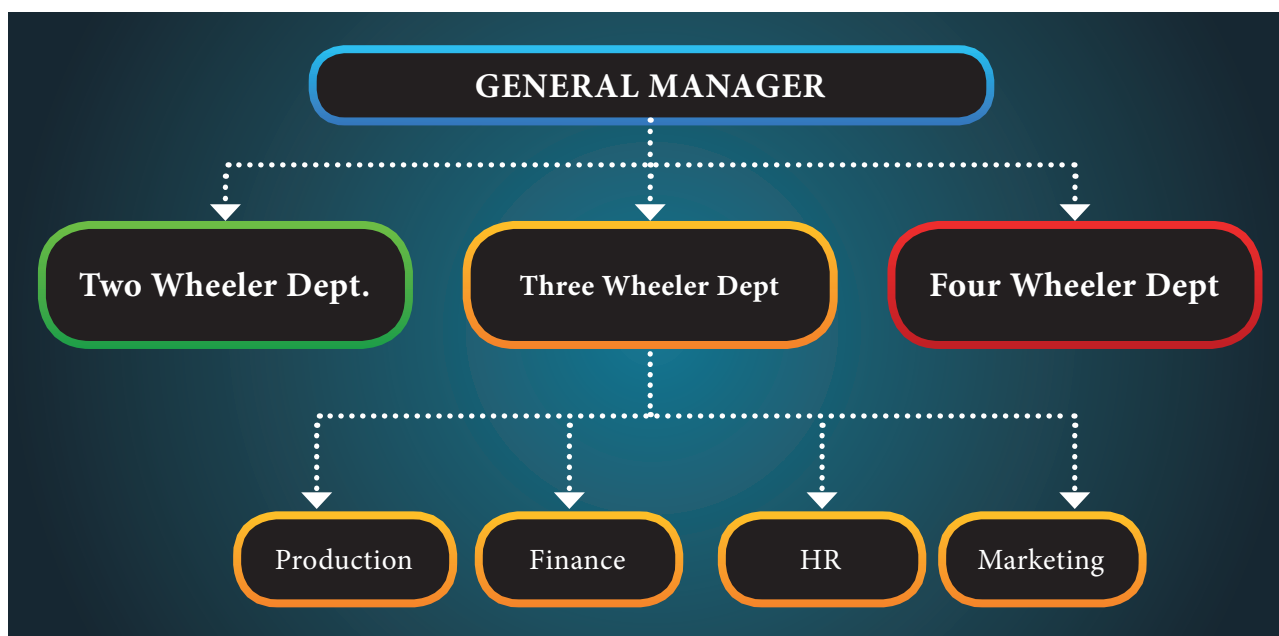 GENERAL MANAGER
Two Wheeler Dept.
Three Wheeler Dept
Four Wheeler Dept
Production
Finance
HR
Marketing